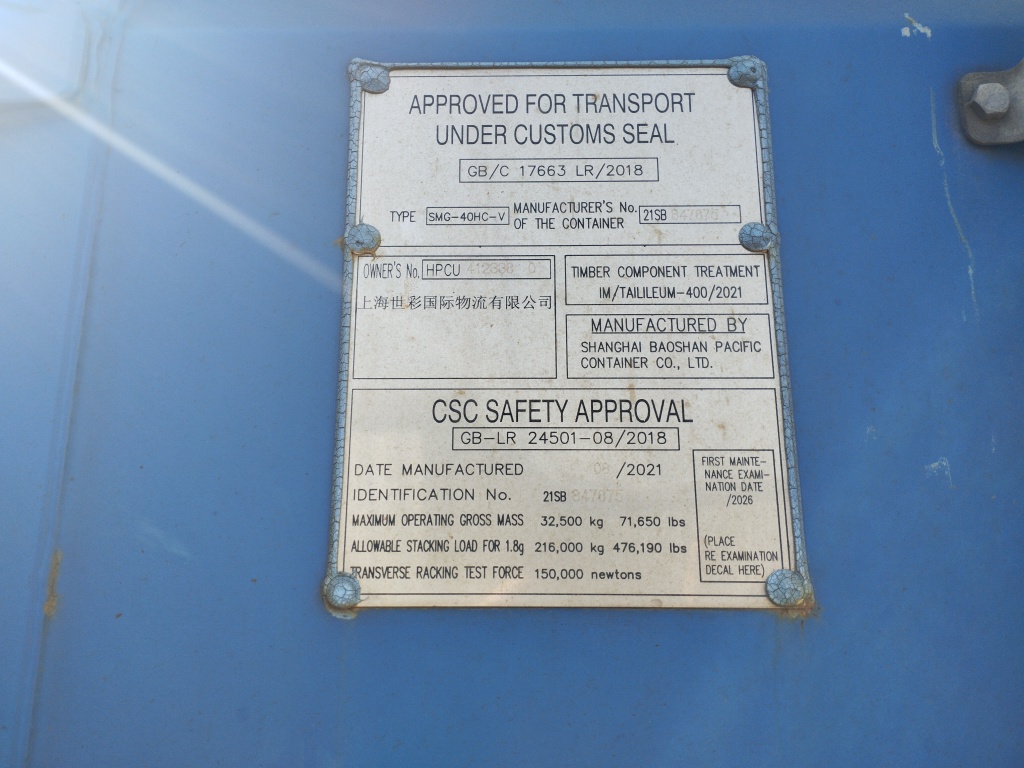 APPROVED FOR TRANSPORT
UNDER CUSTOMS SEAL
GB/C 17663 LR/2018
TYPE SMG-40HC-V MANUFACTURER'S No. OF THE CONTAINER 21SB
OWNER'S No. HPCU
上海世彩国际物流有限公司
TIMBER COMPONENT TREATMENT
IM/TAILILEUM-400/2021
MANUFACTURED BY
SHANGHAI BAOSHAN PACIFIC
CONTAINER CO., LTD.
CSC SAFETY APPROVAL
GB-LR 24501-08/2018
DATE MANUFACTURED 08 /2021
IDENTIFICATION No. 21SB
MAXIMUM OPERATING GROSS MASS 32,500 kg 71,650 lbs
ALLOWABLE STACKING LOAD FOR 1.8g 216,000 kg 476,190 lbs
TRANSVERSE RACKING TEST FORCE 150,000 newtons
FIRST MAINTE-
NANCE EXAMI-
NATION DATE
/2026
(PLACE
RE EXAMINATION
DECAL HERE)